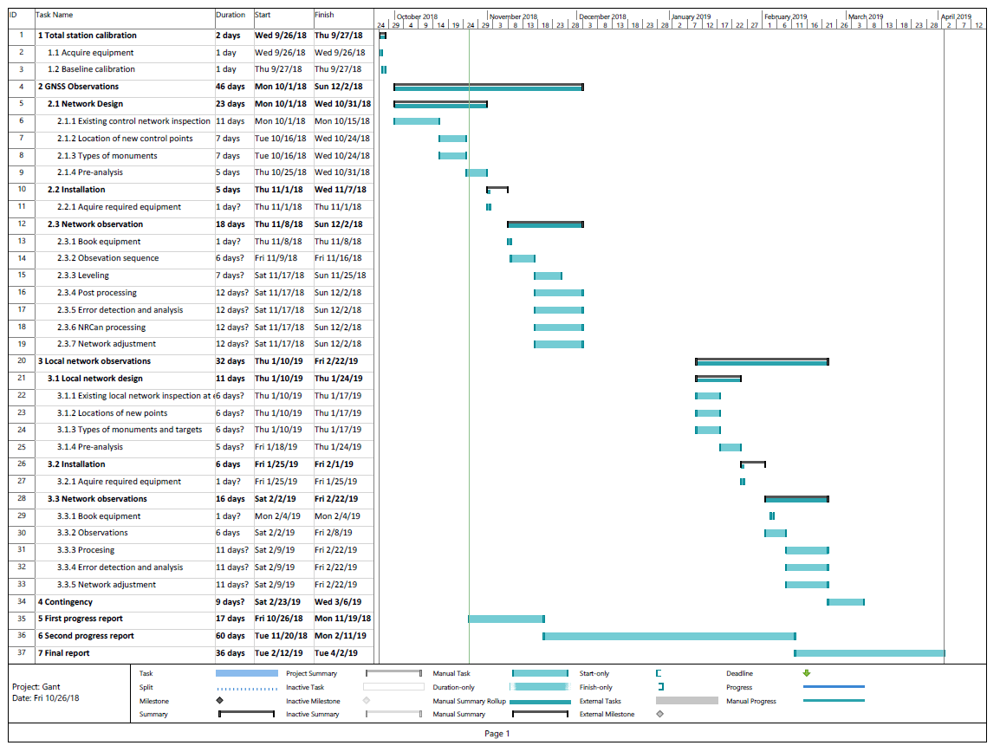 ID Task Name Duration Start Finish October 2018 November 2018 December 2018 January 2019 February 2019 March 2019 April 2019
24 29 4 9 14 19 24 29 3 8 13 18 23 28 3 8 13 18 23 28 2 7 12 17 22 27 1 6 11 16 21 26 3 8 13 18 23 28 2 7 12
1 1 Total station calibration 2 days Wed 9/26/18 Thu 9/27/18
2 1.1 Acquire equipment 1 day Wed 9/26/18 Wed 9/26/18
3 1.2 Baseline calibration 1 day Thu 9/27/18 Thu 9/27/18
4 2 GNSS Observations 46 days Mon 10/1/18 Sun 12/2/18
5 2.1 Network Design 23 days Mon 10/1/18 Wed 10/31/18
6 2.1.1 Existing control network inspection 11 days Mon 10/1/18 Mon 10/15/18
7 2.1.2 Location of new control points 7 days Tue 10/16/18 Wed 10/24/18
8 2.1.3 Types of monuments 7 days Tue 10/16/18 Wed 10/24/18
9 2.1.4 Pre-analysis 5 days Thu 10/25/18 Wed 10/31/18
10 2.2 Installation 5 days Thu 11/1/18 Wed 11/7/18
11 2.2.1 Aquire required equipment 1 day? Thu 11/1/18 Thu 11/1/18
12 2.3 Network observation 18 days Thu 11/8/18 Sun 12/2/18
13 2.3.1 Book equipment 1 day? Thu 11/8/18 Thu 11/8/18
14 2.3.2 Obsevation sequence 6 days? Fri 11/9/18 Fri 11/16/18
15 2.3.3 Leveling 7 days? Sat 11/17/18 Sun 11/25/18
16 2.3.4 Post processing 12 days? Sat 11/17/18 Sun 12/2/18
17 2.3.5 Error detection and analysis 12 days? Sat 11/17/18 Sun 12/2/18
18 2.3.6 NRCan processing 12 days? Sat 11/17/18 Sun 12/2/18
19 2.3.7 Network adjustment 12 days? Sat 11/17/18 Sun 12/2/18
20 3 Local network observations 32 days Thu 1/10/19 Fri 2/22/19
21 3.1 Local network design 11 days Thu 1/10/19 Thu 1/24/19
22 3.1.1 Existing local network inspection at 6 days? Thu 1/10/19 Thu 1/17/19
23 3.1.2 Locations of new points 6 days? Thu 1/10/19 Thu 1/17/19
24 3.1.3 Types of monuments and targets 6 days? Thu 1/10/19 Thu 1/17/19
25 3.1.4 Pre-analysis 5 days? Fri 1/18/19 Thu 1/24/19
26 3.2 Installation 6 days Fri 1/25/19 Fri 2/1/19
27 3.2.1 Aquire required equipment 1 day? Fri 1/25/19 Fri 1/25/19
28 3.3 Network observations 16 days Sat 2/2/19 Fri 2/22/19
29 3.3.1 Book equipment 1 day? Mon 2/4/19 Mon 2/4/19
30 3.3.2 Observations 6 days Sat 2/2/19 Fri 2/8/19
31 3.3.3 Procesing 11 days? Sat 2/9/19 Fri 2/22/19
32 3.3.4 Error detection and analysis 11 days? Sat 2/9/19 Fri 2/22/19
33 3.3.5 Network adjustment 11 days? Sat 2/9/19 Fri 2/22/19
34 4 Contingency 9 days? Sat 2/23/19 Wed 3/6/19
35 5 First progress report 17 days Fri 10/26/18 Mon 11/19/18
36 6 Second progress report 60 days Tue 11/20/18 Mon 2/11/19
37 7 Final report 36 days Tue 2/12/19 Tue 4/2/19
Project: Gant
Date: Fri 10/26/18
Task Project Summary Manual Task Start-only Deadline
Split Inactive Task Duration-only Finish-only Progress
Milestone Inactive Milestone Manual Summary Rollup External Tasks Manual Progress
Summary Inactive Summary Manual Summary External Milestone
Page 1